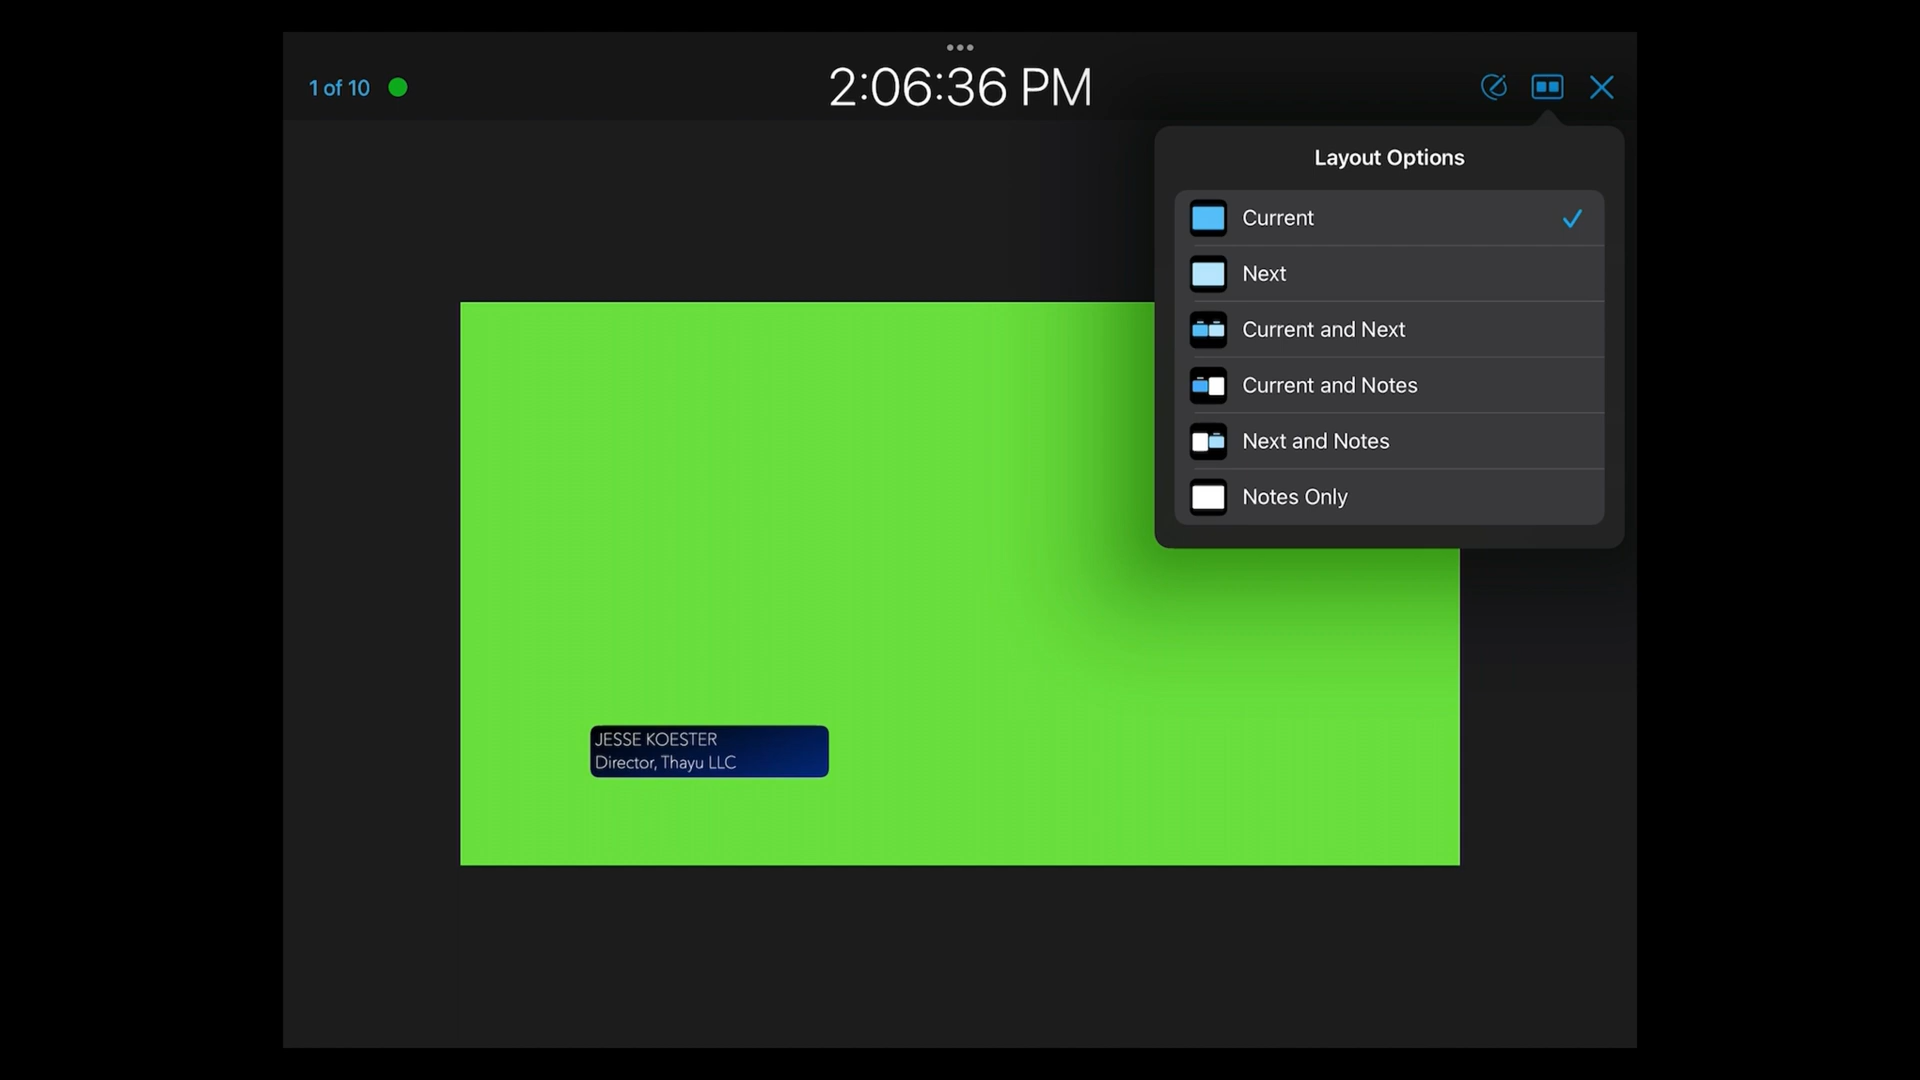 1 of 10
2:06:36 PM
Layout Options
Current
Next
Current and Next
Current and Notes
Next and Notes
Notes Only
JESSE KOESTER
Director, Thayu LLC